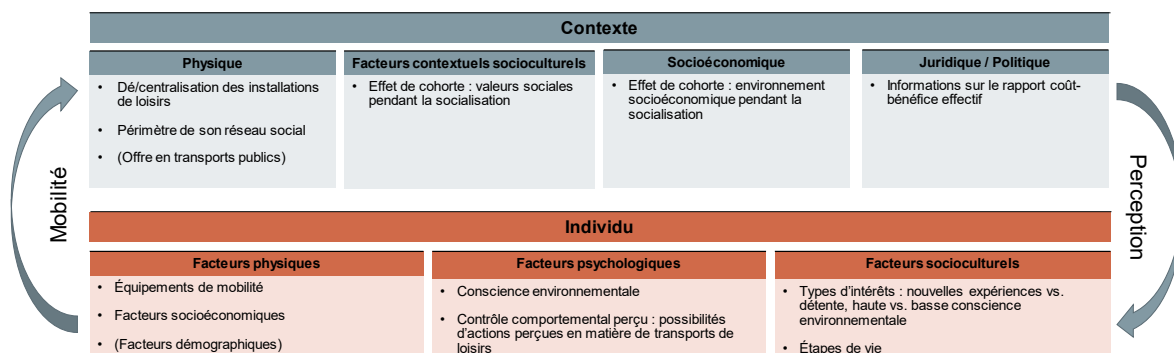 Contexte
Physique
• Dé/centralisation des installations
de loisirs
• Périmètre de son réseau social
• (Offre en transports publics)
Facteurs contextuels socioculturels
• Effet de cohorte : valeurs sociales
pendant la socialisation
Socioéconomique
• Effet de cohorte : environnement
socioéconomique pendant la
socialisation
Juridique / Politique
• Informations sur le rapport coût-
bénéfice effectif
Mobilité
Perception
Individu
Facteurs physiques
• Équipements de mobilité
• Facteurs socioéconomiques
• (Facteurs démographiques)
Facteurs psychologiques
• Conscience environnementale
• Contrôle comportemental perçu : possibilités
d'actions perçues en matière de transports de
loisirs
Facteurs socioculturels
• Types d'intérêts : nouvelles expériences vs.
détente, haute vs. basse conscience
environnementale
• Étapes de vie